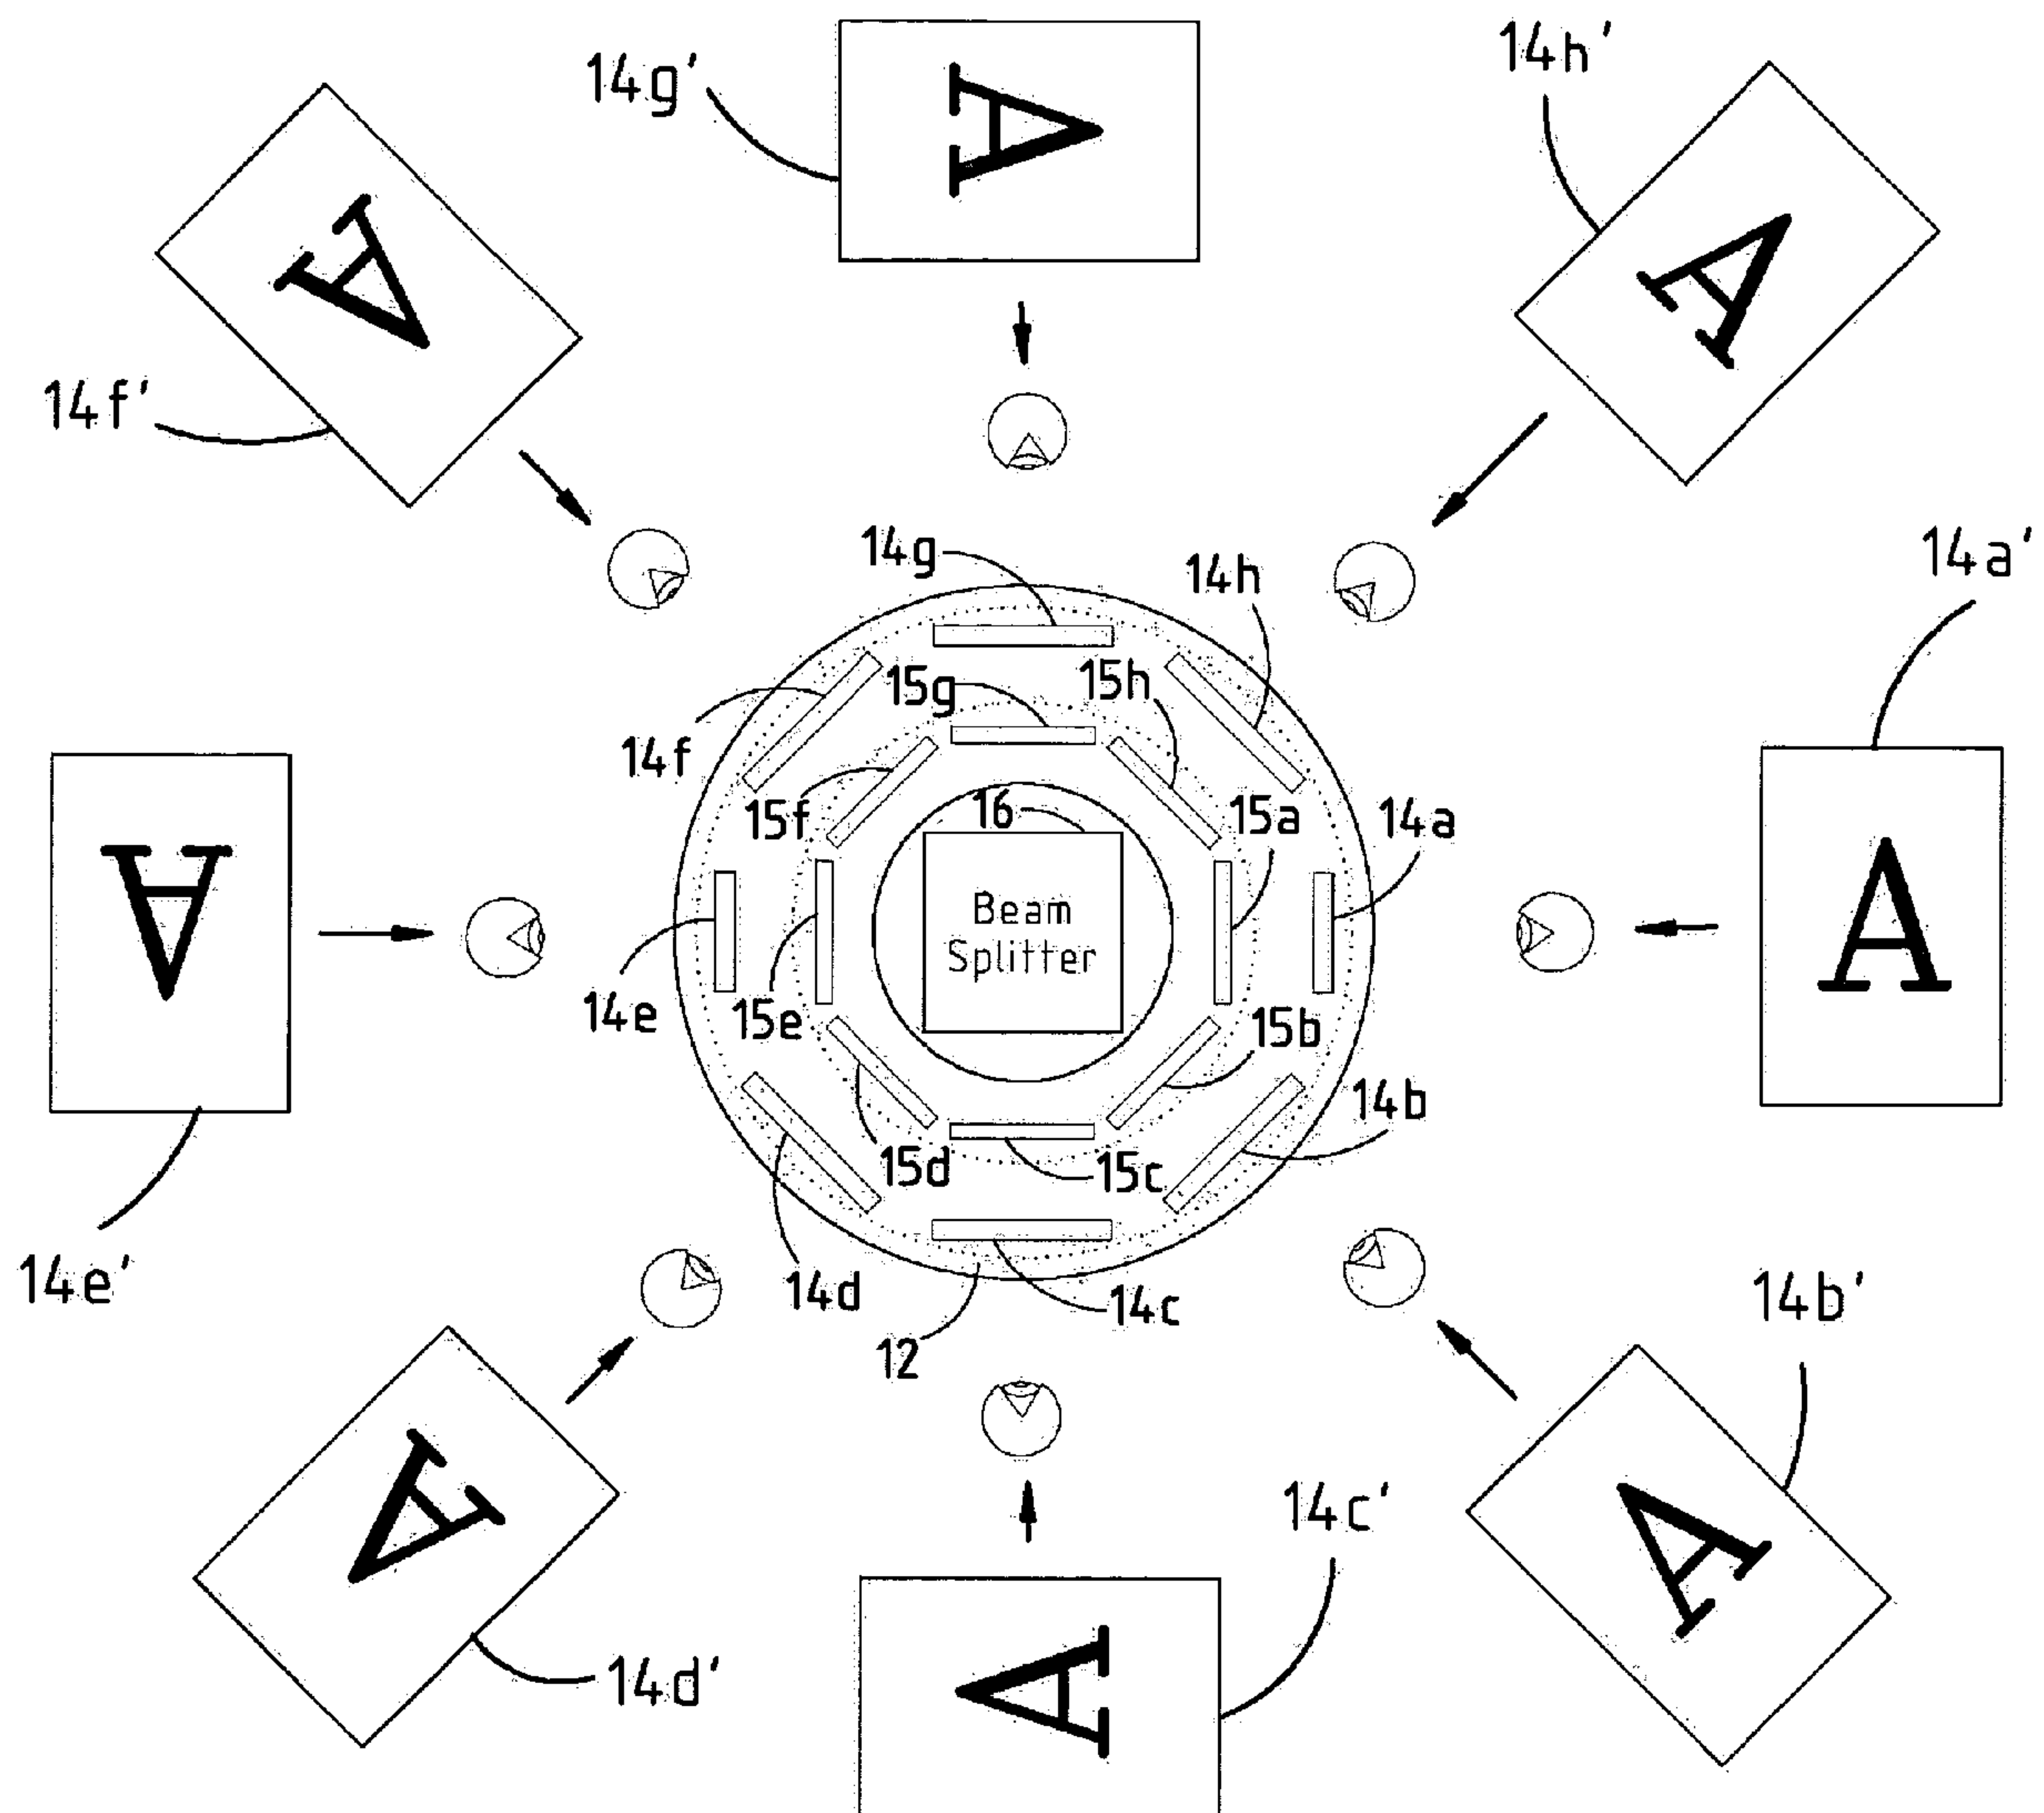 14g'
14h'
A
A
A
14f'
14g
14h
14a'
15g
15h
14f
15f
16
15a
14a
A
Beam
Splitter
A
14e
15e
15b
14b
15d
15c
14e'
14d
14c
14b'
12
A
14c'
A
A
14d'